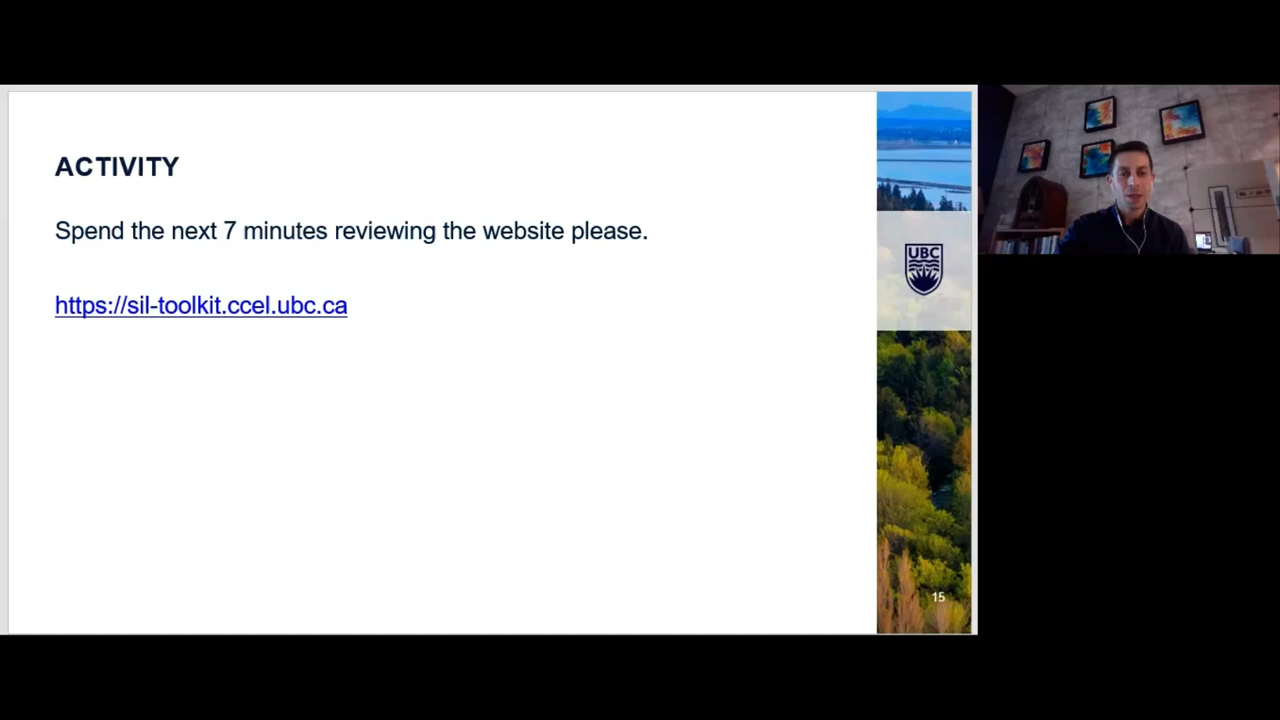 ACTIVITY
Spend the next 7 minutes reviewing the website please.
https://sil-toolkit.ccel.ubc.ca
UBC
15